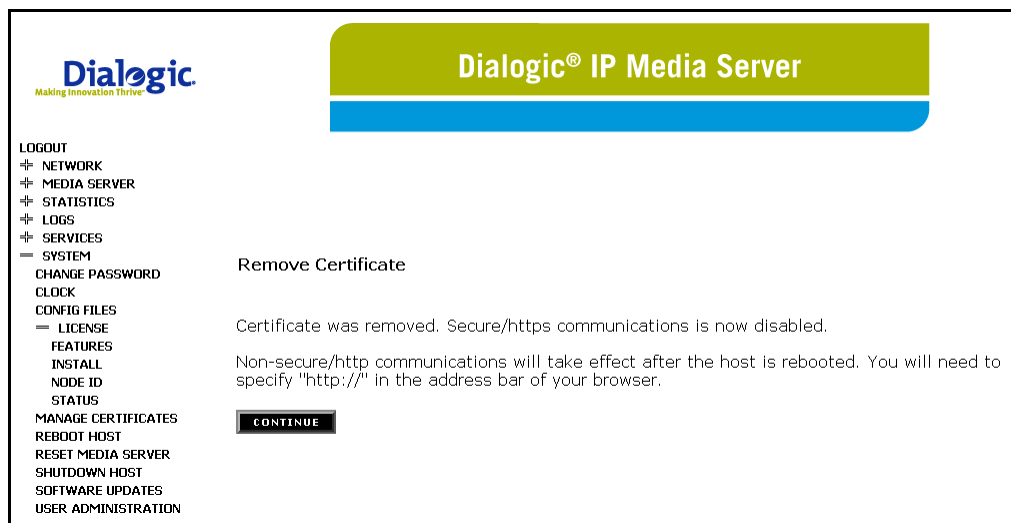 Dialogic.
Making Innovation Thrive™
Dialogic® IP Media Server
LOGOUT
NETWORK
MEDIA SERVER
STATISTICS
LOGS
SERVICES
SYSTEM
CHANGE PASSWORD
CLOCK
CONFIG FILES
LICENSE
FEATURES
INSTALL
NODE ID
STATUS
MANAGE CERTIFICATES
REBOOT HOST
RESET MEDIA SERVER
SHUTDOWN HOST
SOFTWARE UPDATES
USER ADMINISTRATION
Remove Certificate
Certificate was removed. Secure/https communications is now disabled.
Non-secure/http communications will take effect after the host is rebooted. You will need to
specify "http://" in the address bar of your browser.
CONTINUE